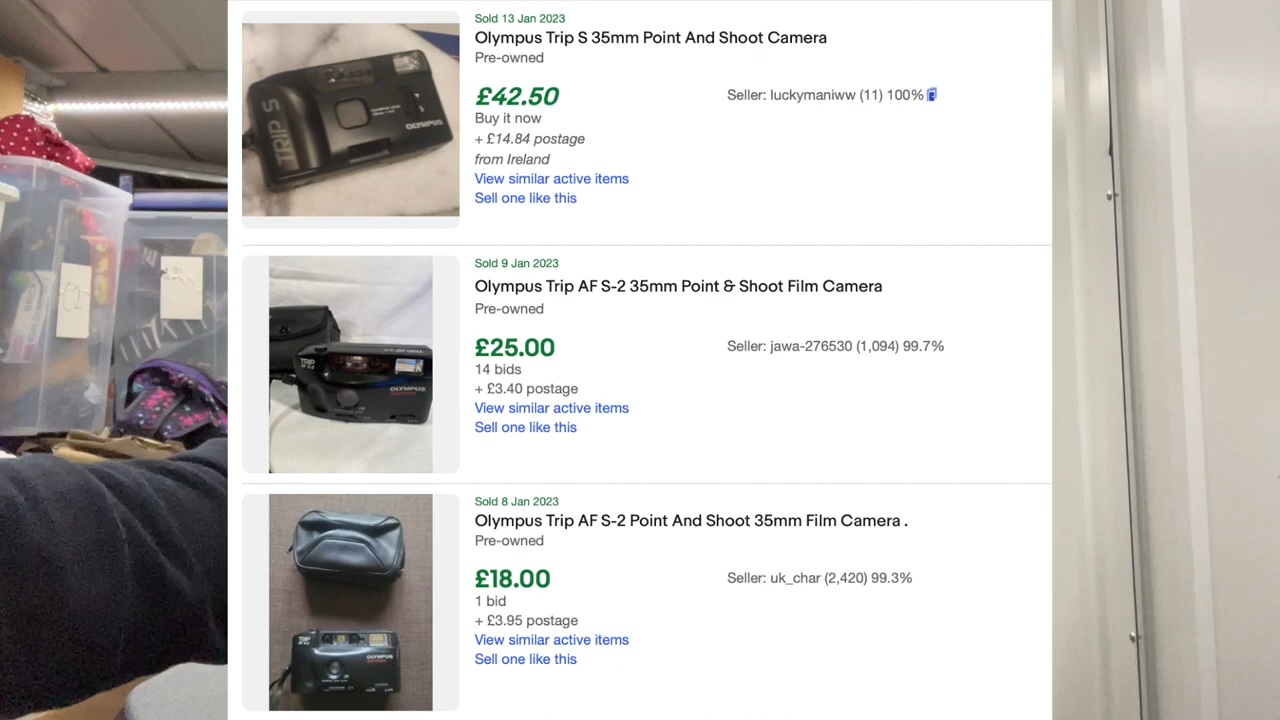 Sold 13 Jan 2023
Olympus Trip S 35mm Point And Shoot Camera
Pre-owned
£42.50
Seller: luckymaniww (11) 100%
Buy it now
+ £14.84 postage
from Ireland
View similar active items
Sell one like this
TRIP S
OLYMPUS
Sold 9 Jan 2023
Olympus Trip AF S-2 35mm Point & Shoot Film Camera
Pre-owned
£25.00
Seller: jawa-276530 (1,094) 99.7%
14 bids
+ £3.40 postage
View similar active items
Sell one like this
TRIP
OLYMPUS
Sold 8 Jan 2023
Olympus Trip AF S-2 Point And Shoot 35mm Film Camera .
Pre-owned
£18.00
Seller: uk_char (2,420) 99.3%
1 bid
+ £3.95 postage
View similar active items
Sell one like this
TRIP
OLYMPUS
£2